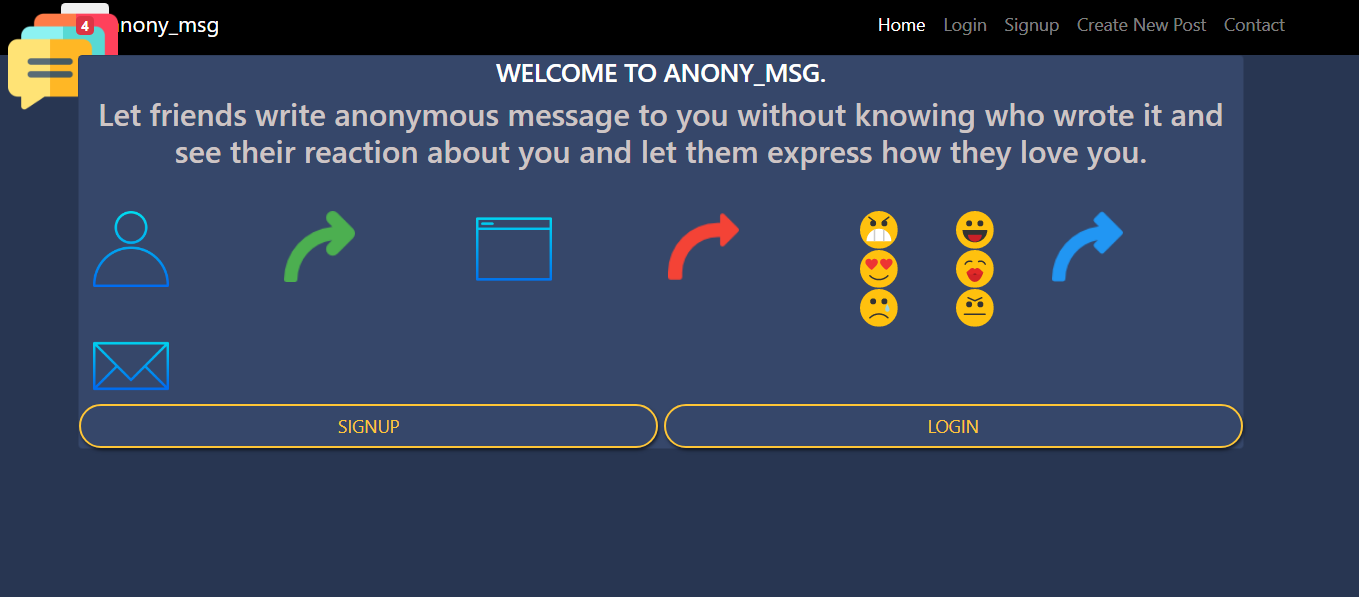 4
nony_msg
Home Login Signup Create New Post Contact
WELCOME TO ANONY_MSG.
Let friends write anonymous message to you without knowing who wrote it and
see their reaction about you and let them express how they love you.
SIGNUP
LOGIN